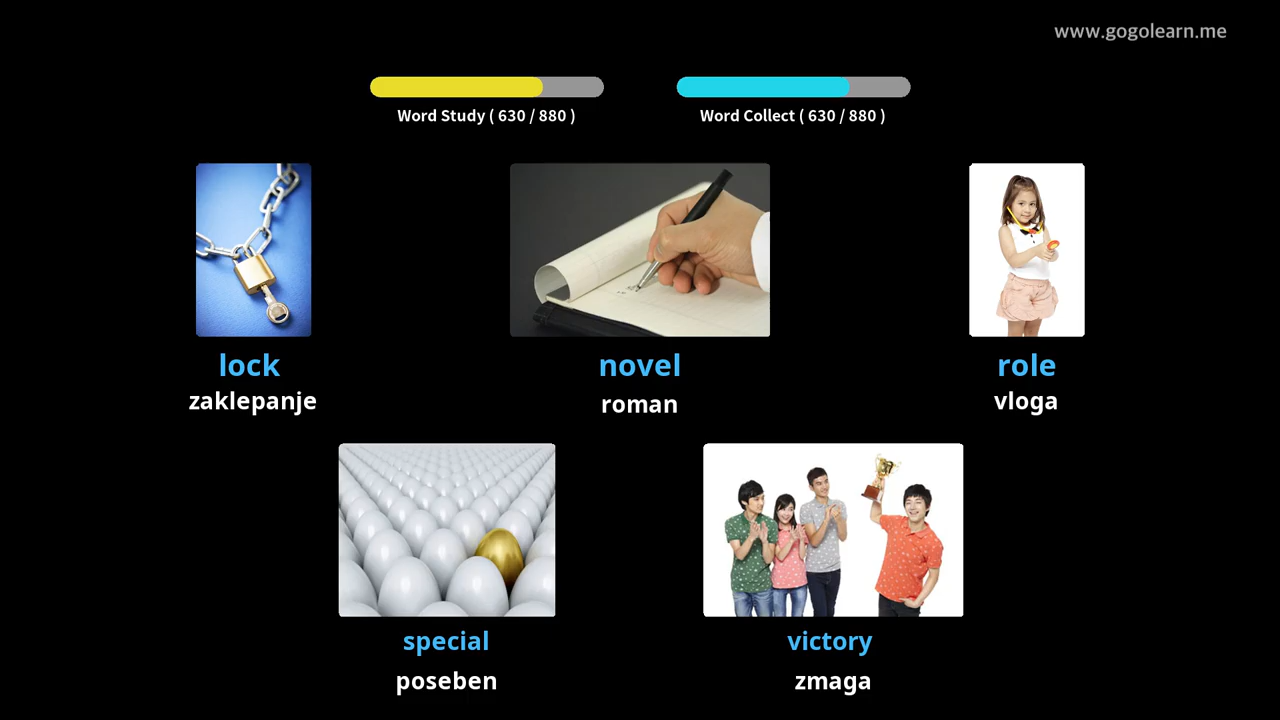 www.gogolearn.me
Word Study ( 630 / 880 )
Word Collect ( 630 / 880 )
lock
zaklepanje
novel
roman
role
vloga
special
poseben
victory
zmaga